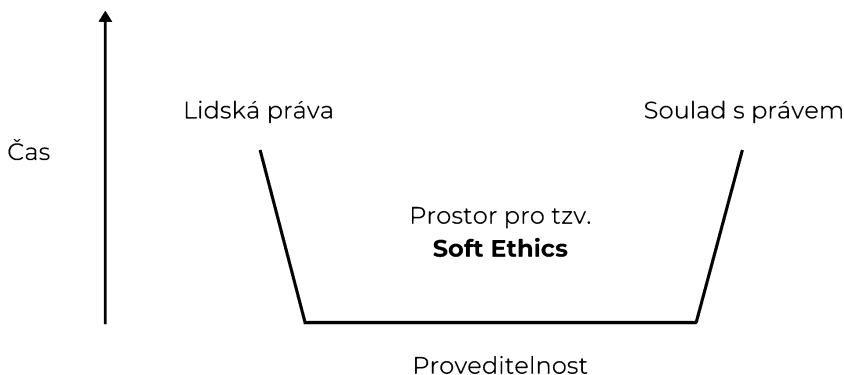 Lidská práva
Soulad s právem
Čas
Prostor pro tzv.
Soft Ethics
Proveditelnost